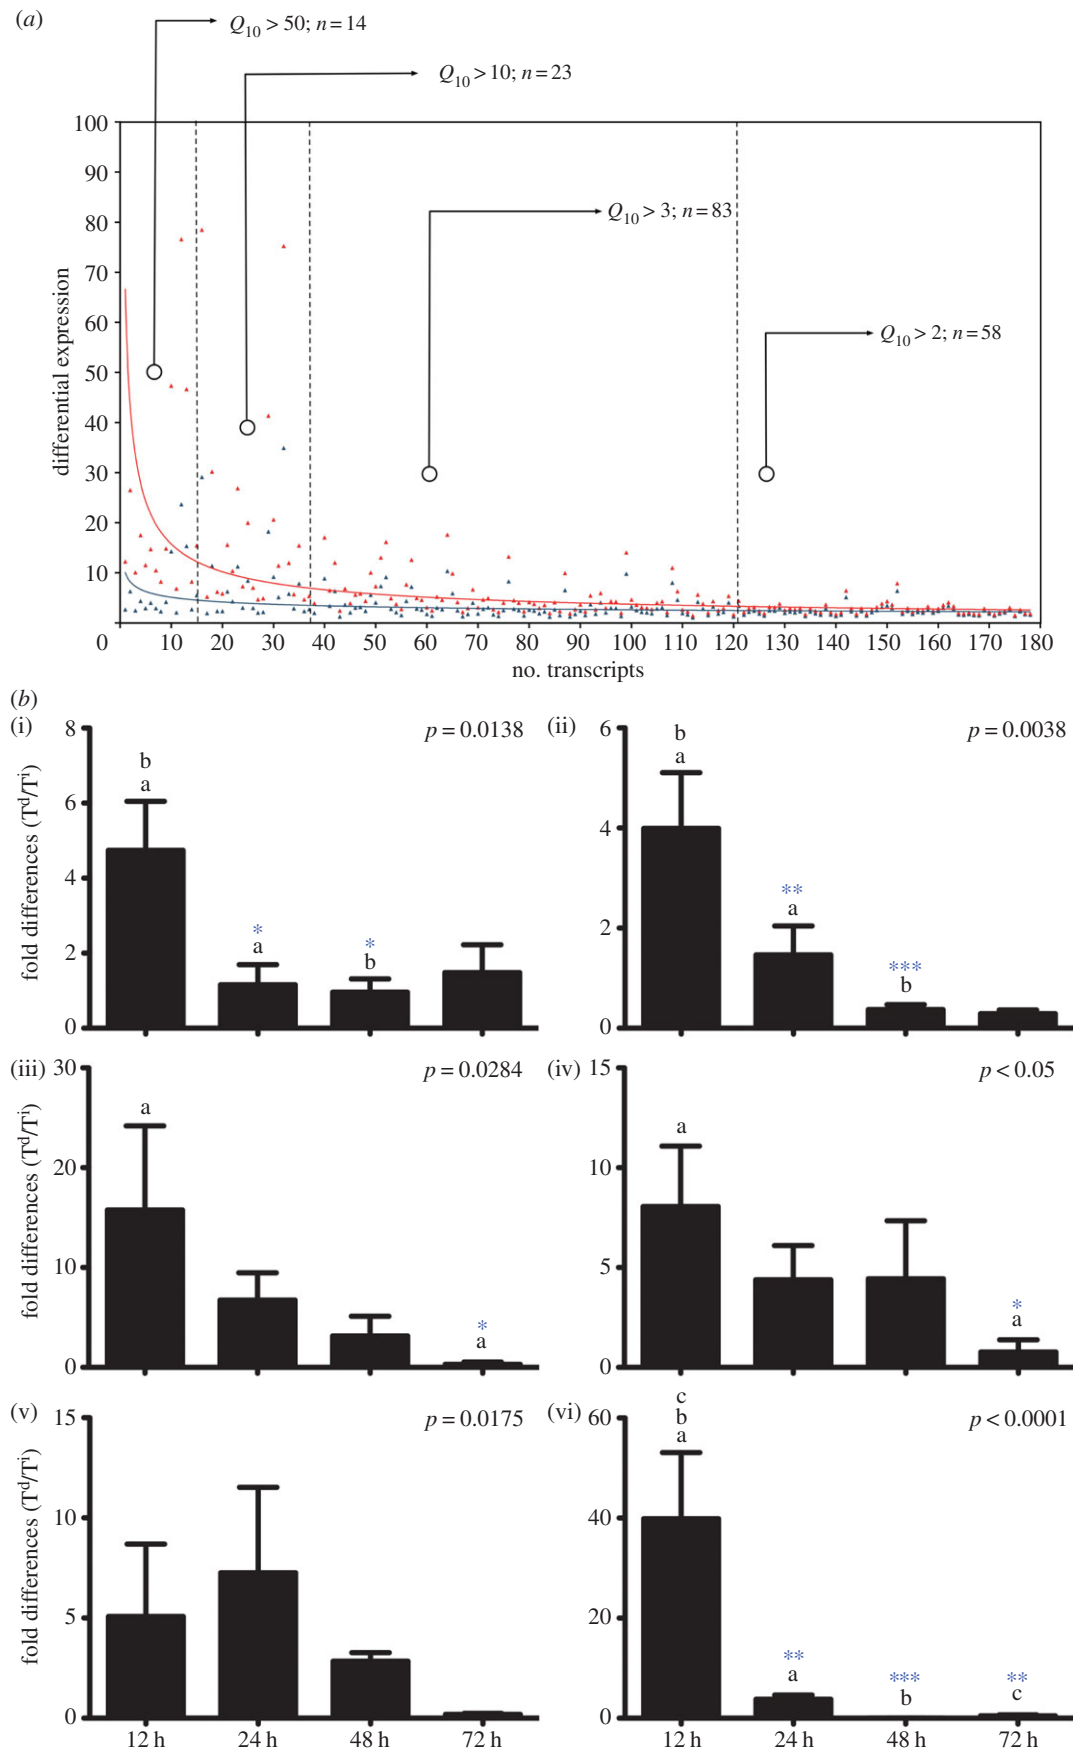 (a)
Q10 > 50; n = 14
Q10 > 10; n = 23
Q10 > 3; n = 83
Q10 > 2; n = 58
differential expression
100
90
80
70
60
50
40
30
20
10
0 10 20 30 40 50 60 70 80 90 100 110 120 130 140 150 160 170 180
no. transcripts
(b)
(i)
p = 0.0138
fold differences (Td/Ti)
8
6
4
2
0
b
a
*
a
*
b
(ii)
p = 0.0038
6
4
2
0
b
a
**
a
***
b
(iii)
p = 0.0284
fold differences (Td/Ti)
30
20
10
0
a
*
a
(iv)
p < 0.05
15
10
5
0
a
*
a
(v)
p = 0.0175
fold differences (Td/Ti)
15
10
5
0
12 h 24 h 48 h 72 h
(vi)
p < 0.0001
60
40
20
0
c
b
a
**
a
***
b
**
c
12 h 24 h 48 h 72 h